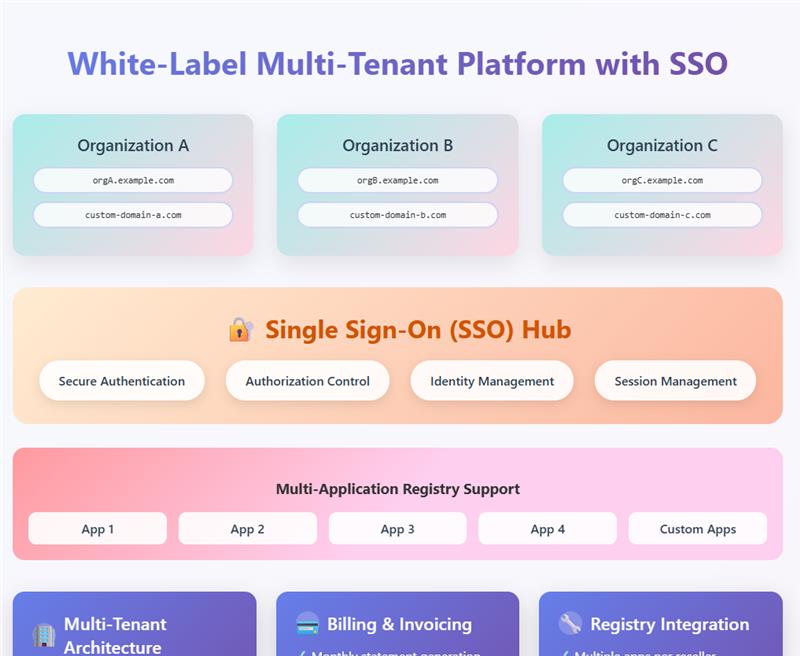 White-Label Multi-Tenant Platform with SSO
Organization A
orgA.example.com
custom-domain-a.com
Organization B
orgB.example.com
custom-domain-b.com
Organization C
orgC.example.com
custom-domain-c.com
Single Sign-On (SSO) Hub
Secure Authentication
Authorization Control
Identity Management
Session Management
Multi-Application Registry Support
App 1
App 2
App 3
App 4
Custom Apps
Multi-Tenant
Architecture
Billing & Invoicing
✓ Monthly statement generation
Registry Integration
✓ Multiple apps per reseller